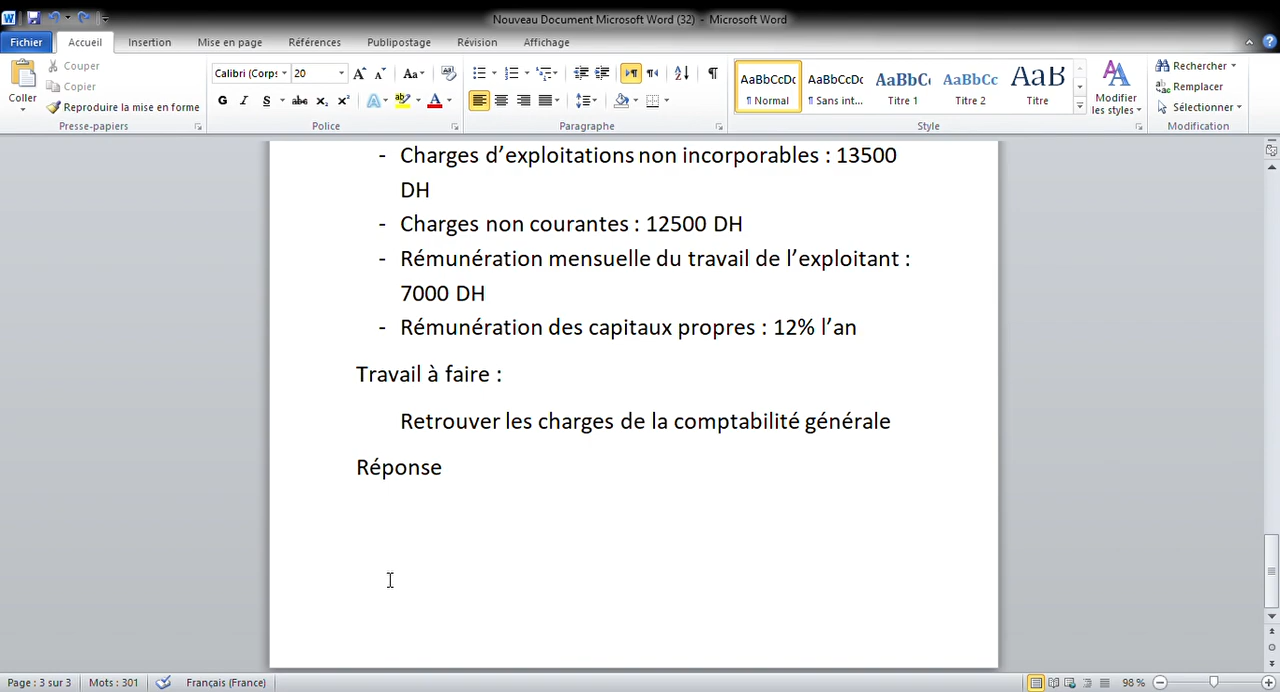 Nouveau Document Microsoft Word (32) - Microsoft Word
Fichier Accueil Insertion Mise en page Références Publipostage Révision Affichage
Coller
Couper
Copier
Reproduire la mise en forme
Presse-papiers
Calibri (Corps 20
G I S abc x₂ x²
Police
Paragraphe
AaBbCcDc AaBbCcDc AaBbC AaBbCc AaB
¶ Normal ¶ Sans int... Titre 1 Titre 2 Titre
Modifier
les styles
Style
Rechercher
Remplacer
Sélectionner
Modification
- Charges d’exploitations non incorporables : 13500
DH
- Charges non courantes : 12500 DH
- Rémunération mensuelle du travail de l’exploitant :
7000 DH
- Rémunération des capitaux propres : 12% l’an
Travail à faire :
Retrouver les charges de la comptabilité générale
Réponse
Page : 3 sur 3 Mots : 301 Français (France) 98 %